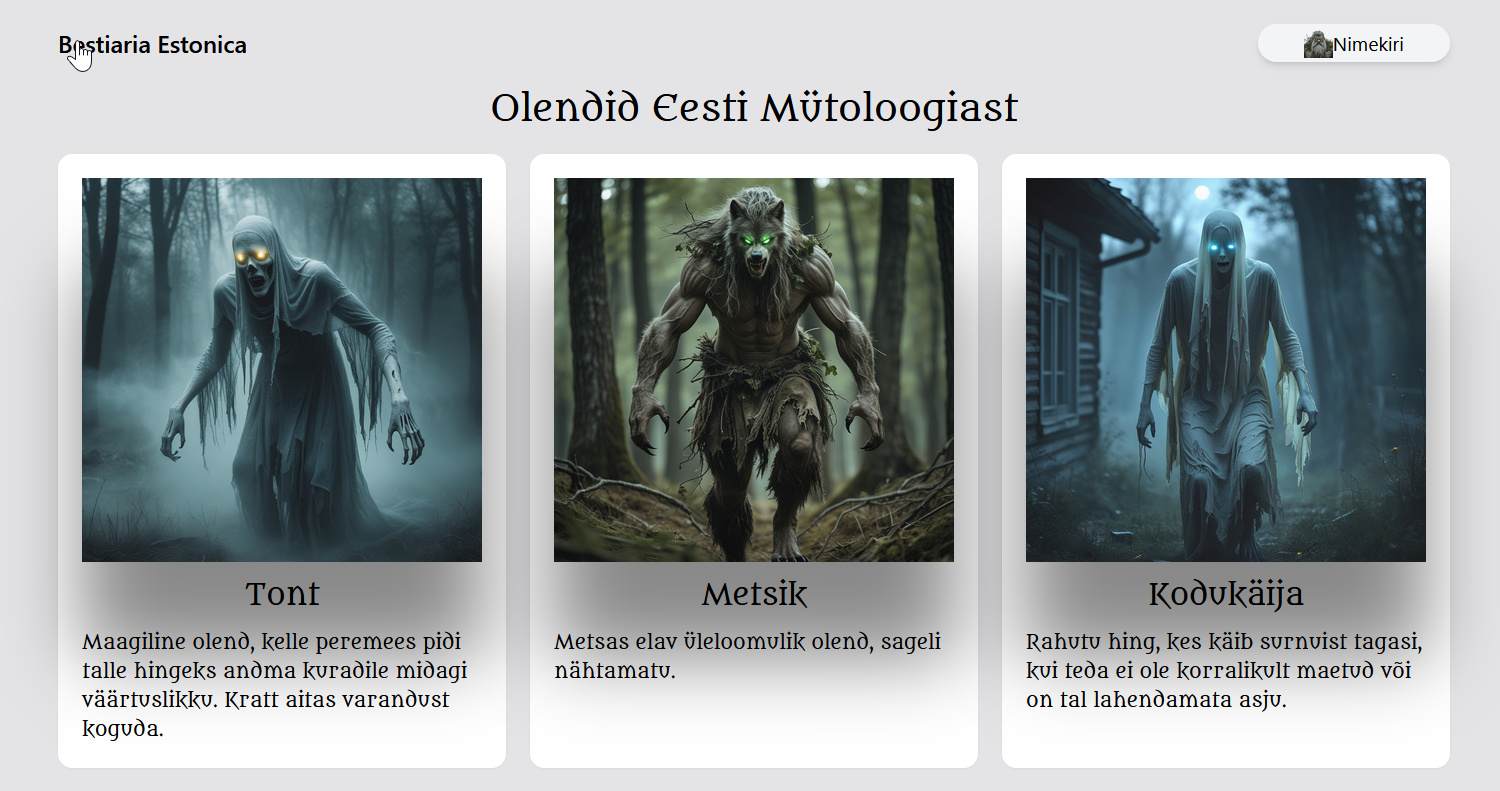 Bestiaria Estonica
Nimekiri
Olendid Eesti Mütoloogiast
Tont
Maagiline olend, kelle peremees pidi
talle hingeks andma kuradile midagi
väärtuslikku. Kratt aitas varandust
koguda.
Metsik
Metsas elav üleloomulik olend, sageli
nähtamatu.
Kodukäija
Rahutu hing, kes käib surnuist tagasi,
kui teda ei ole korralikult maetud või
on tal lahendamata asju.